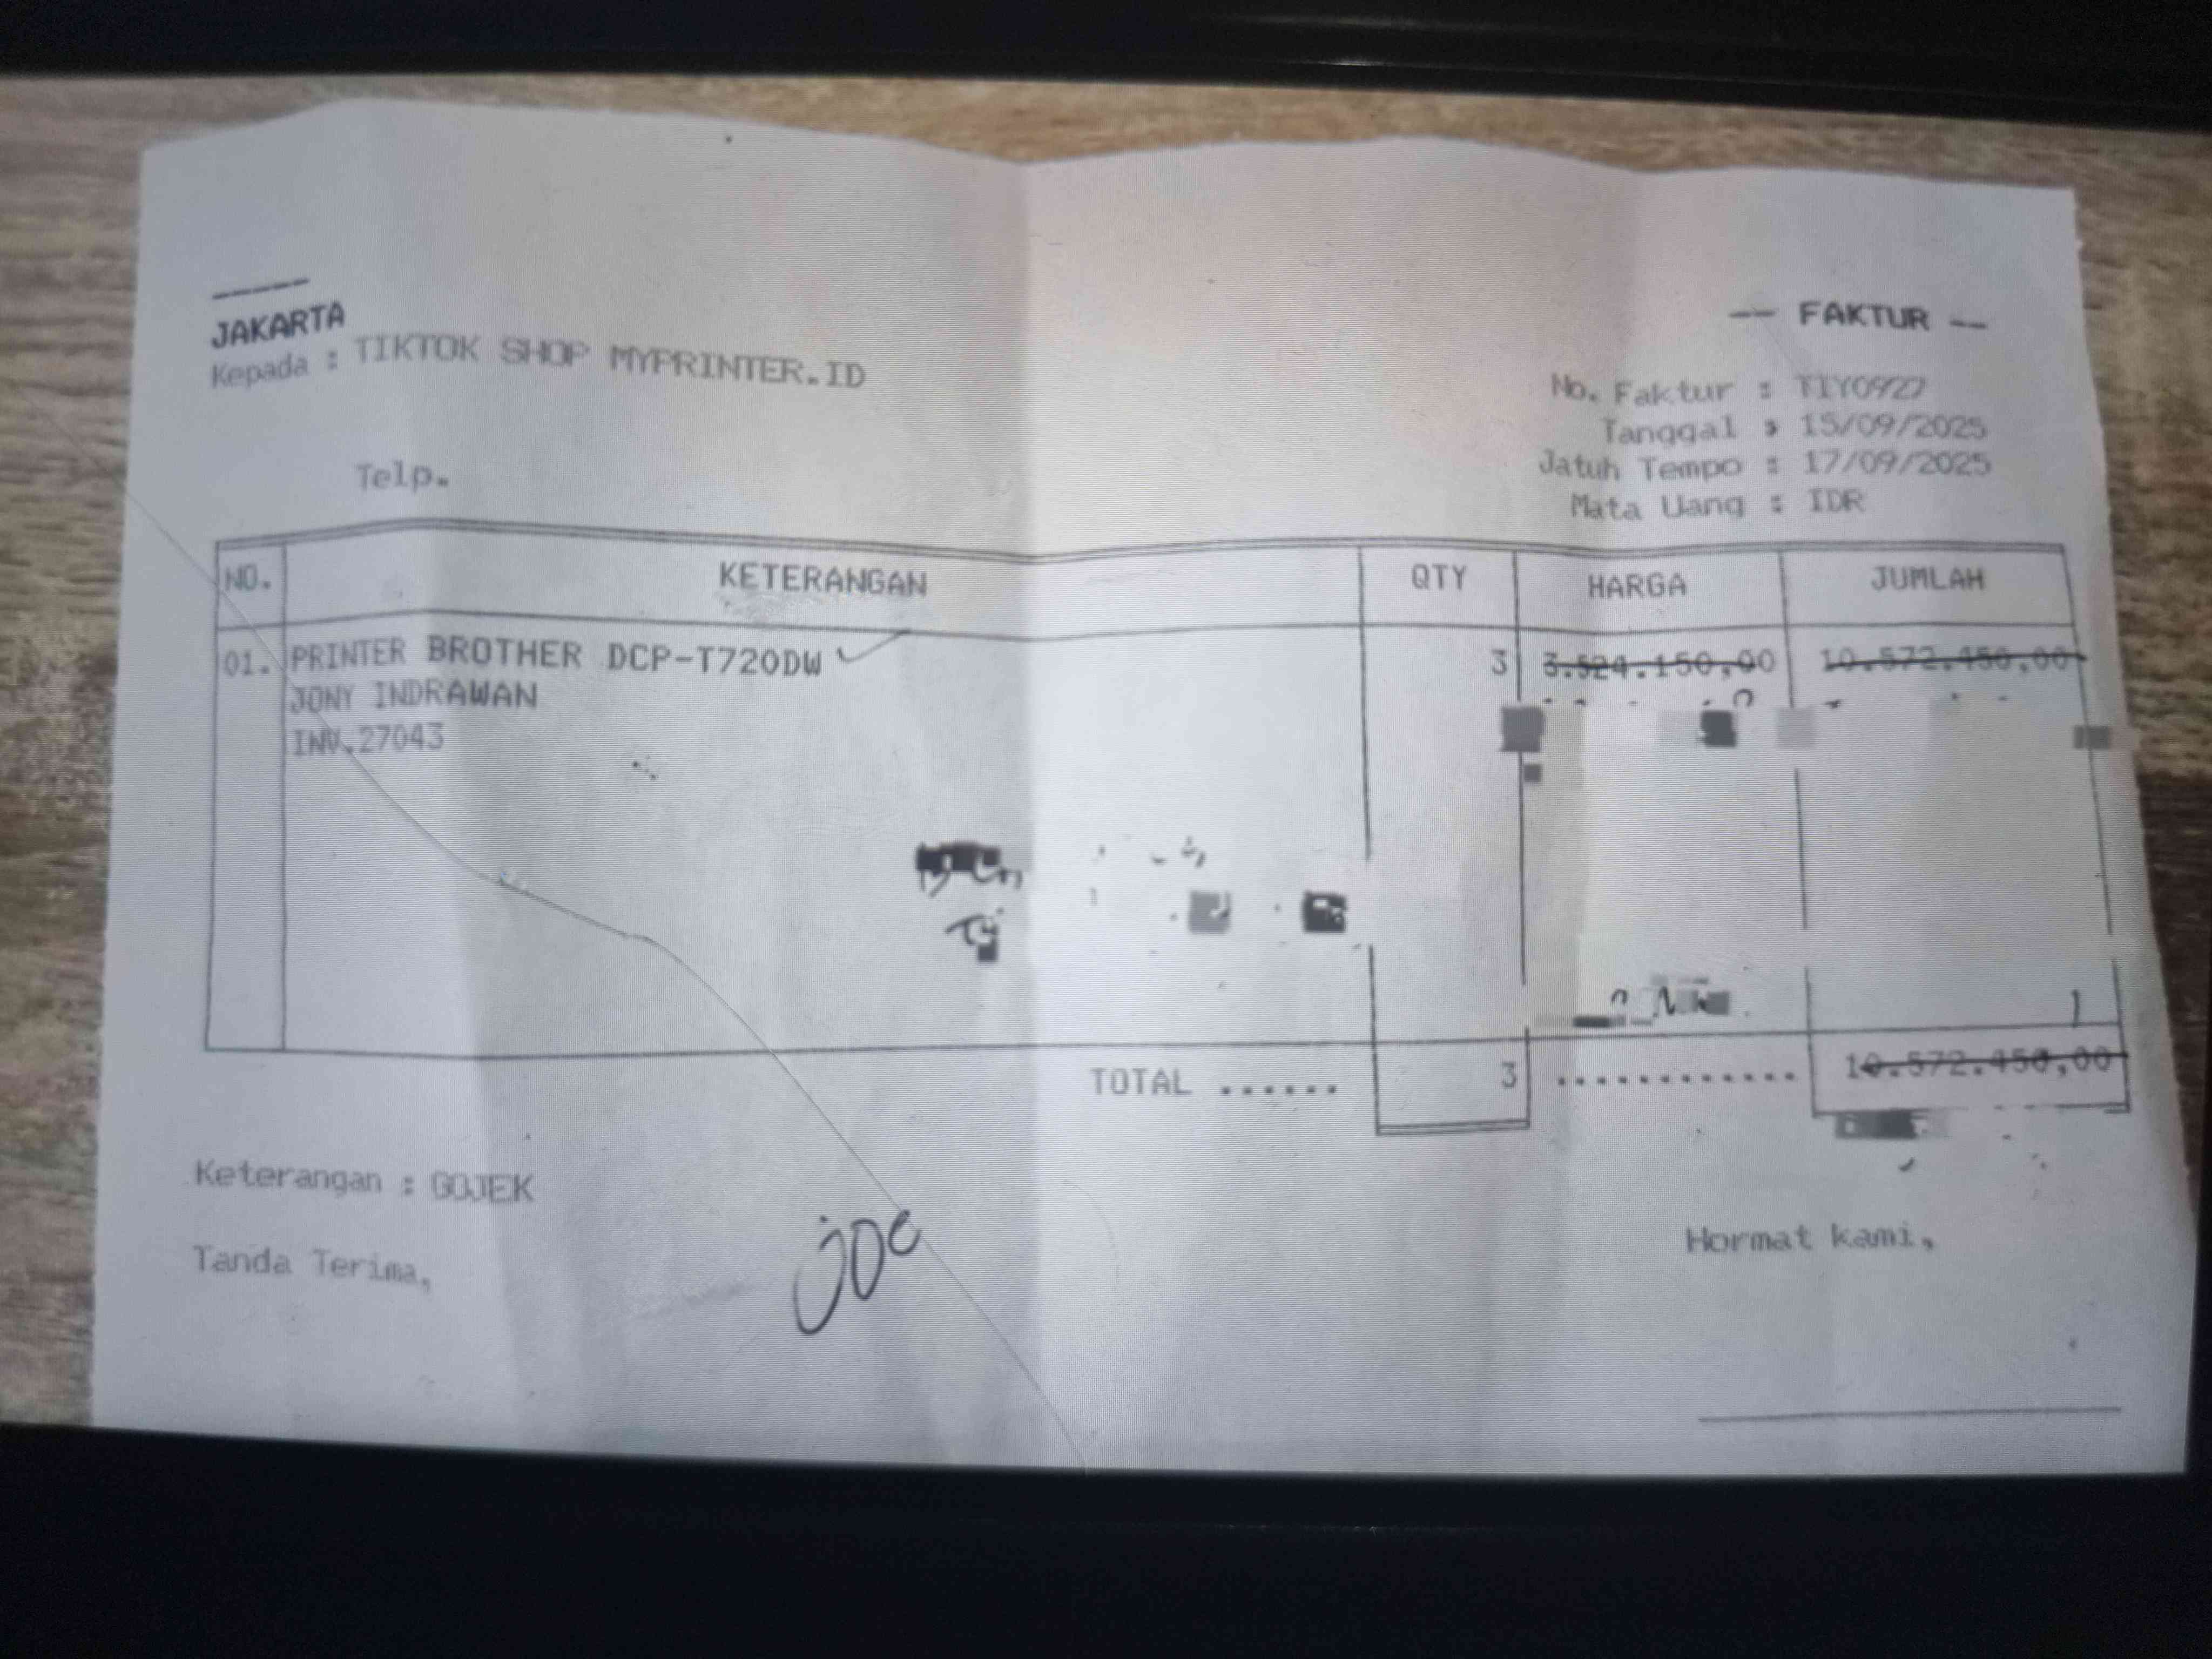 JAKARTA
-- FAKTUR --
Kepada : TIKTOK SHOP MYPRINTER.ID
No. Faktur : TIY0927
Tanggal : 15/09/2025
Telp.
Jatuh Tempo : 17/09/2025
Mata Uang : IDR
NO. KETERANGAN QTY HARGA JUMLAH
01. PRINTER BROTHER DCP-T720DW 3 3.524.150,00 10.572.450,00
JONY INDRAWAN
INV.27043
TOTAL ...... 3 ............ 10.572.450,00
Keterangan : GOJEK
Tanda Terima,
Hormat kami,
joe